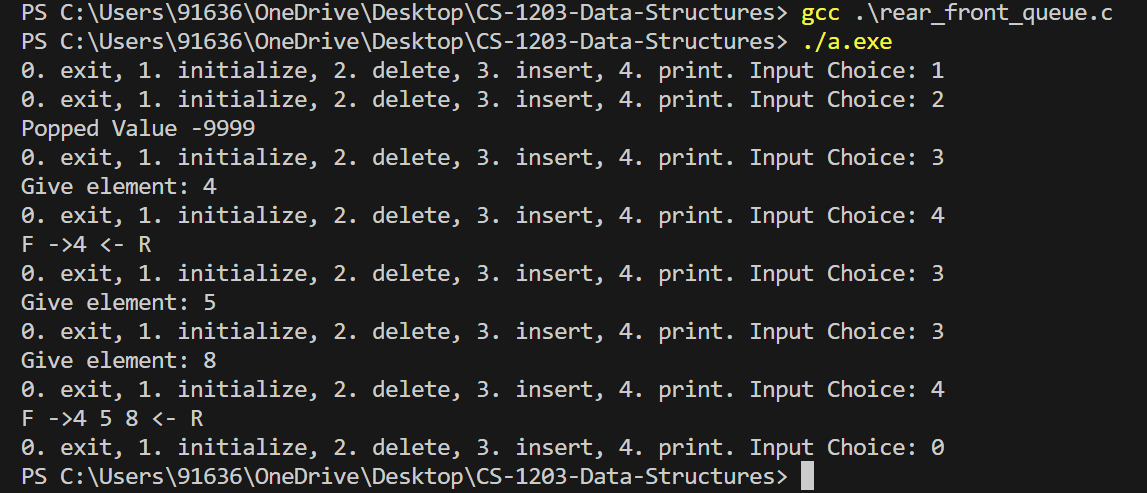 PS C:\Users\91636\OneDrive\Desktop\CS-1203-Data-Structures> gcc .\rear_front_queue.c
PS C:\Users\91636\OneDrive\Desktop\CS-1203-Data-Structures> ./a.exe
0. exit, 1. initialize, 2. delete, 3. insert, 4. print. Input Choice: 1
0. exit, 1. initialize, 2. delete, 3. insert, 4. print. Input Choice: 2
Popped Value -9999
0. exit, 1. initialize, 2. delete, 3. insert, 4. print. Input Choice: 3
Give element: 4
0. exit, 1. initialize, 2. delete, 3. insert, 4. print. Input Choice: 4
F ->4 <- R
0. exit, 1. initialize, 2. delete, 3. insert, 4. print. Input Choice: 3
Give element: 5
0. exit, 1. initialize, 2. delete, 3. insert, 4. print. Input Choice: 3
Give element: 8
0. exit, 1. initialize, 2. delete, 3. insert, 4. print. Input Choice: 4
F ->4 5 8 <- R
0. exit, 1. initialize, 2. delete, 3. insert, 4. print. Input Choice: 0
PS C:\Users\91636\OneDrive\Desktop\CS-1203-Data-Structures>